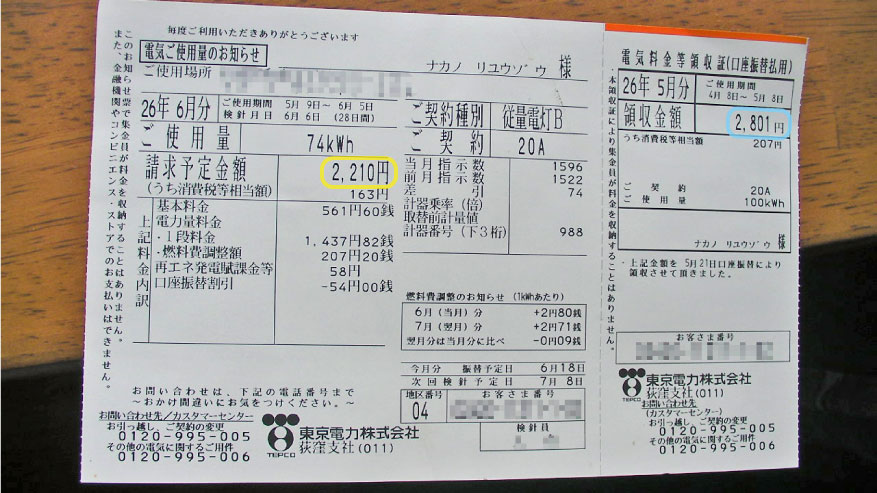 毎度ご利用いただきありがとうございます
電気ご使用量のお知らせ
ご使用場所
ナカノ リユウゾウ 様
26年 6月分
ご使用期間 5月 9日～ 6月 5日
検針月日 6月 6日 (28日間)
ご使用量 74kWh
請求予定金額 2,210円
(うち消費税等相当額) 163円
上記料金内訳
基本料金 561円60銭
電力量料金
・1段料金 1,437円82銭
・燃料費調整額 207円20銭
再エネ発電賦課金等 58円
口座振替割引 -54円00銭
ご契約種別 従量電灯B
ご契約 20A
当月指示数 1596
前月指示数 1522
差引 74
計器乗率(倍)
取替前計量値
計器番号(下3桁) 988
燃料費調整のお知らせ(1kWhあたり)
6月(当月)分 +2円80銭
7月(翌月)分 +2円71銭
翌月分は当月分に比べ -0円09銭
今月分 振替予定日 6月18日
次回検針予定日 7月 8日
地区番号 お客さま番号
04
検針員
このお知らせ票で集金員が料金を収納することはありません。
また、金融機関やコンビニエンス・ストアでのお支払いはできません。
お問い合わせは、下記の電話番号まで
～おかけ間違いにお気をつけください。～
お問い合わせ先/カスタマーセンター
お引っ越し、ご契約の変更
0120-995-005
その他の電気に関するご用件
0120-995-006
TEPCO
東京電力株式会社
荻窪支社(011)
電気料金等領収証(口座振替払用)
26年 5月分
ご使用期間
4月 8日～ 5月 8日
領収金額 2,801円
うち消費税等相当額 207円
ご契約 20A
ご使用量 100kWh
ナカノ リユウゾウ 様
・上記金額を 5月21日口座振替により
領収させて頂きました。
・本領収証により集金員が料金を収納することはありません。
お客さま番号
TEPCO
東京電力株式会社
荻窪支社(011)
お問い合わせ先
(カスタマーセンター)
お引っ越し、ご契約の変更
0120-995-005
その他の電気に関するご用件
0120-995-006